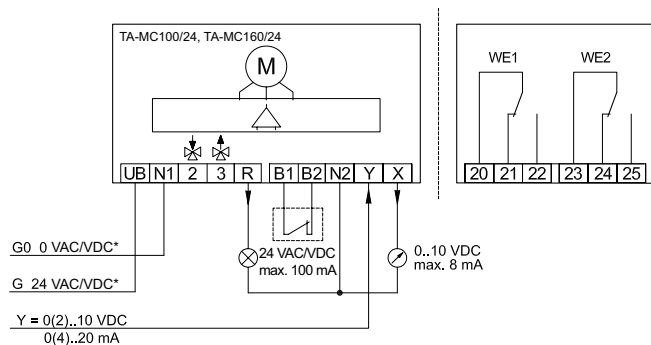 TA-MC100/24, TA-MC160/24
M
WE1 WE2
UB N1 2 3 R B1 B2 N2 Y X
20 21 22 23 24 25
G0 0 VAC/VDC*
24 VAC/VDC
max. 100 mA
0..10 VDC
max. 8 mA
G 24 VAC/VDC*
Y = 0(2)..10 VDC
0(4)..20 mA